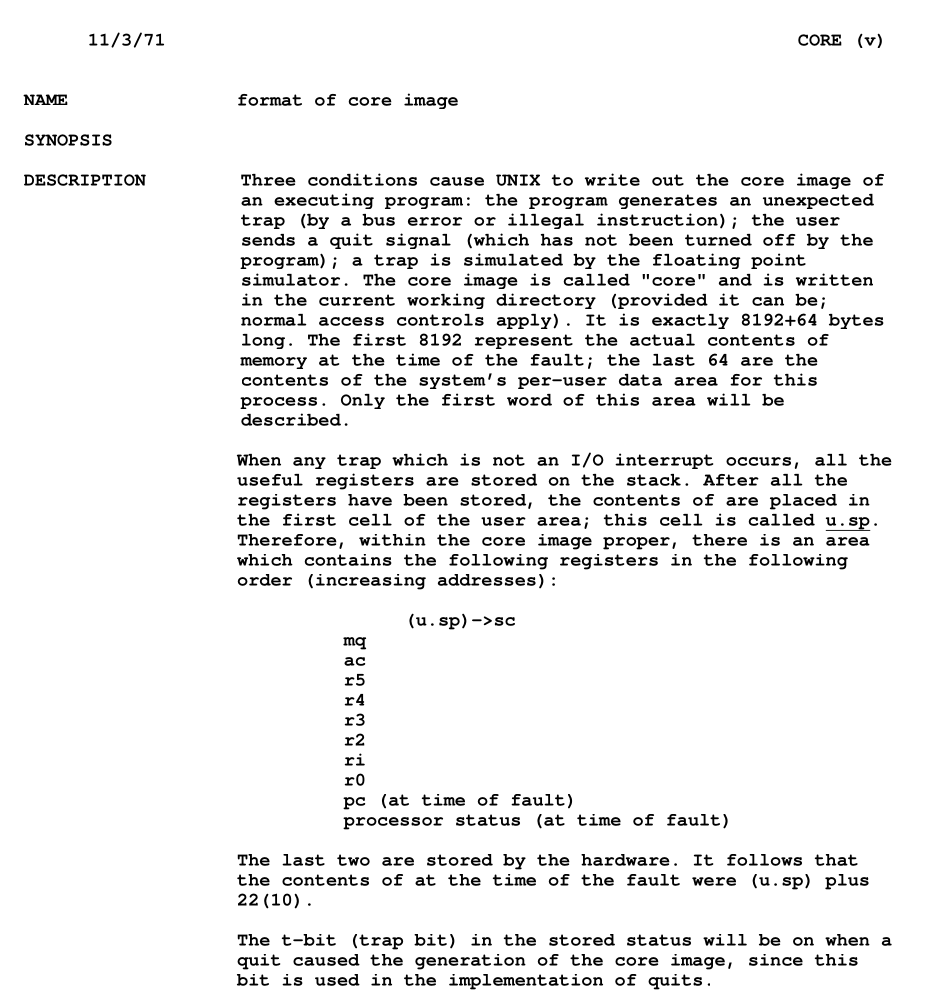 11/3/71 CORE (v)
NAME format of core image
SYNOPSIS
DESCRIPTION Three conditions cause UNIX to write out the core image of
an executing program: the program generates an unexpected
trap (by a bus error or illegal instruction); the user
sends a quit signal (which has not been turned off by the
program); a trap is simulated by the floating point
simulator. The core image is called "core" and is written
in the current working directory (provided it can be;
normal access controls apply). It is exactly 8192+64 bytes
long. The first 8192 represent the actual contents of
memory at the time of the fault; the last 64 are the
contents of the system's per-user data area for this
process. Only the first word of this area will be
described.
When any trap which is not an I/O interrupt occurs, all the
useful registers are stored on the stack. After all the
registers have been stored, the contents of are placed in
the first cell of the user area; this cell is called u.sp.
Therefore, within the core image proper, there is an area
which contains the following registers in the following
order (increasing addresses):
(u.sp)->sc
mq
ac
r5
r4
r3
r2
ri
r0
pc (at time of fault)
processor status (at time of fault)
The last two are stored by the hardware. It follows that
the contents of at the time of the fault were (u.sp) plus
22(10).
The t-bit (trap bit) in the stored status will be on when a
quit caused the generation of the core image, since this
bit is used in the implementation of quits.